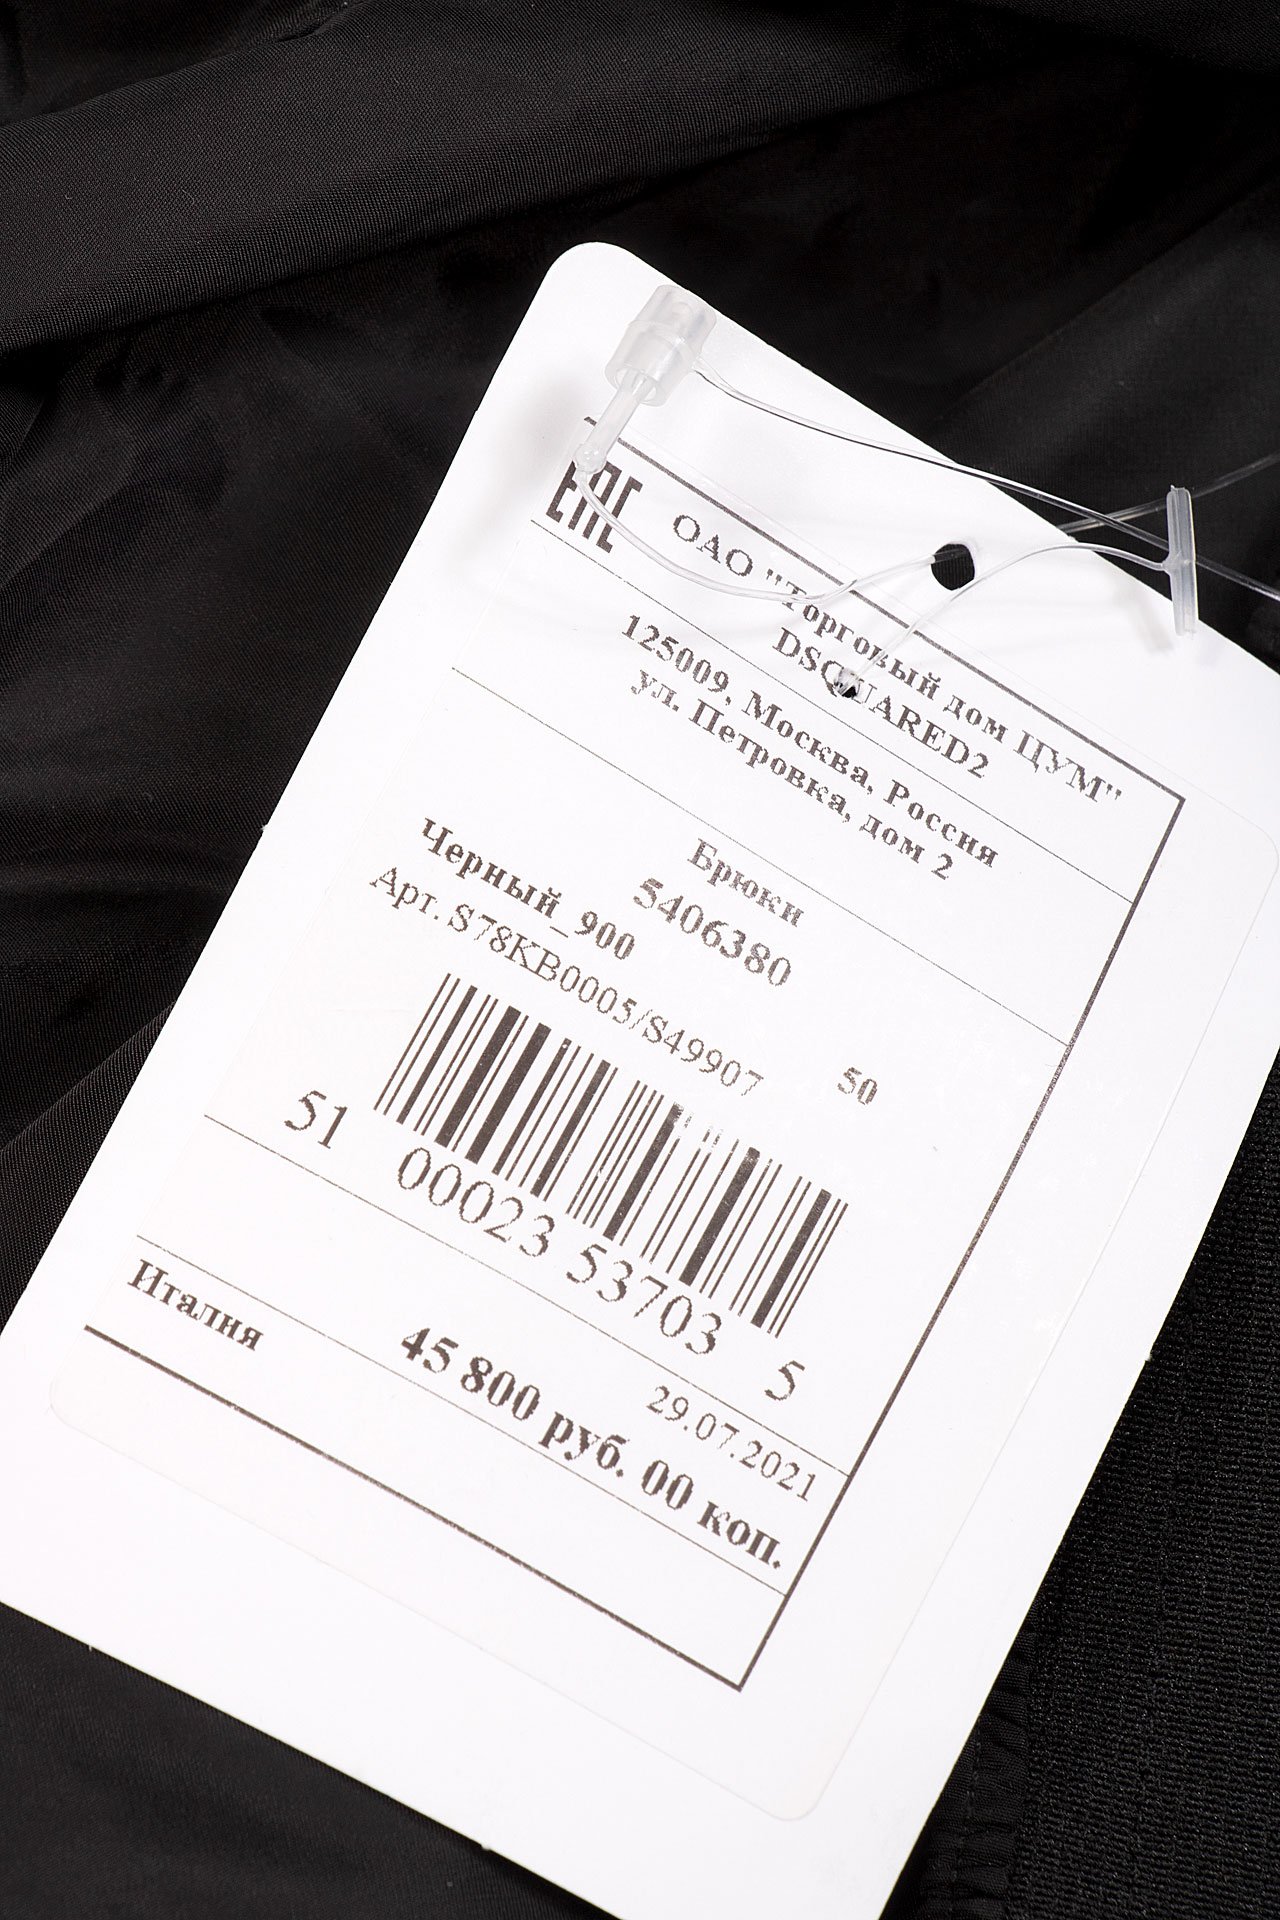 ЕАС
ОАО "Торговый дом ЦУМ"
DSQUARED2
125009, Москва, Россия
ул. Петровка, дом 2
Брюки
5406380
Черный_900 50
Арт. S78KB0005/S49907
51 00023 53703 5
29.07.2021
Италия 45 800 руб. 00 коп.